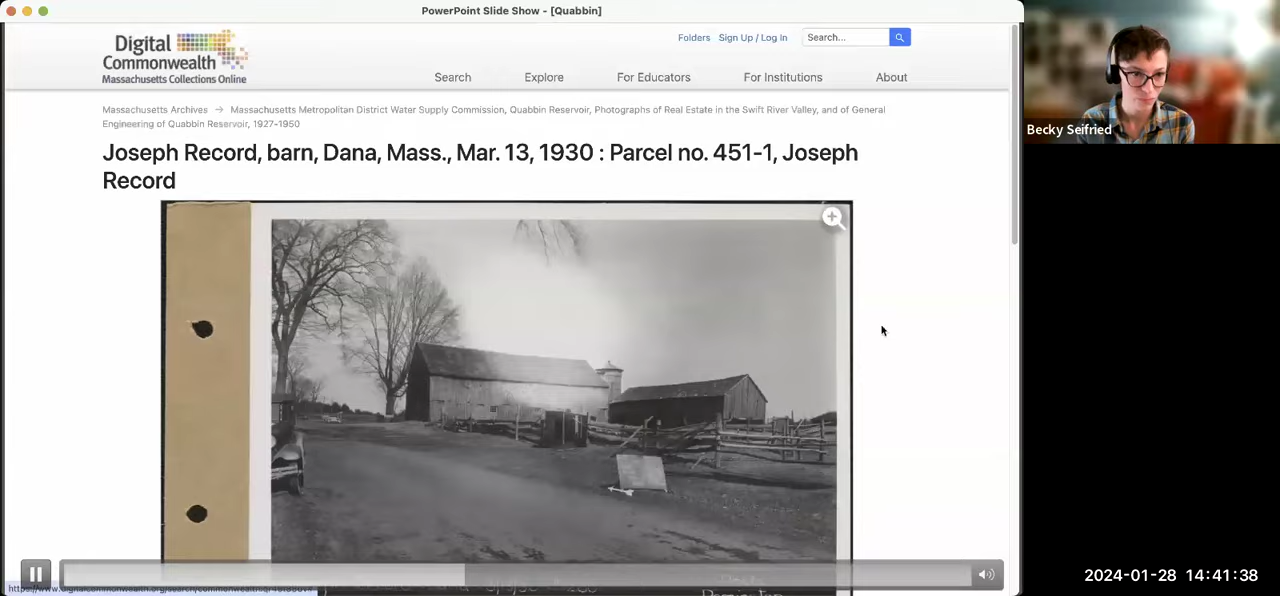 PowerPoint Slide Show - [Quabbin]
Digital
Commonwealth
Massachusetts Collections Online
Folders Sign Up / Log In Search...
Search Explore For Educators For Institutions About
Massachusetts Archives → Massachusetts Metropolitan District Water Supply Commission, Quabbin Reservoir, Photographs of Real Estate in the Swift River Valley, and of General
Engineering of Quabbin Reservoir, 1927-1950
Joseph Record, barn, Dana, Mass., Mar. 13, 1930 : Parcel no. 451-1, Joseph
Record
Becky Seifried
2024-01-28 14:41:38